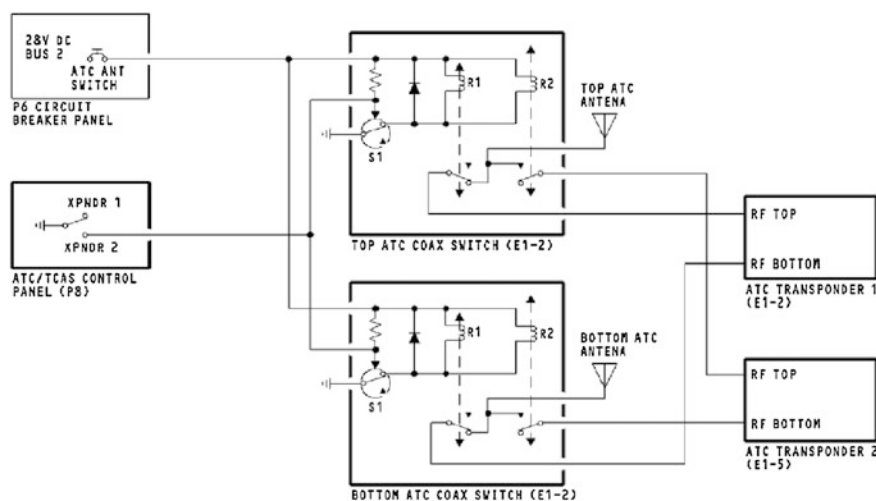 28V DC
BUS 2
ATC ANT
SWITCH
P6 CIRCUIT
BREAKER PANEL
XPNDR 1
XPNDR 2
ATC/TCAS CONTROL
PANEL (P8)
R1
R2
S1
TOP ATC
ANTENA
TOP ATC COAX SWITCH (E1-2)
R1
R2
S1
BOTTOM ATC
ANTENA
BOTTOM ATC COAX SWITCH (E1-2)
RF TOP
RF BOTTOM
ATC TRANSPONDER 1
(E1-2)
RF TOP
RF BOTTOM
ATC TRANSPONDER 2
(E1-5)